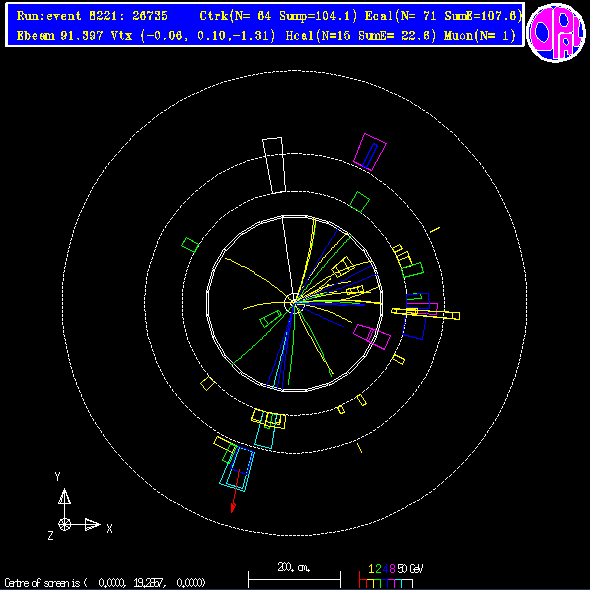 Run:event 8221: 26735 Ctrk(N= 64 Sump=104.1) Ecal(N= 71 SumE=107.6)
Ebeam 91.397 Vtx (-0.06, 0.10,-1.31) Hcal(N=15 SumE= 22.6) Muon(N= 1)
OPAL
Y
X
Z
200. cm.
1 2 4 8 50 GeV
Centre of screen is ( 0.0000, 19.2857, 0.0000)